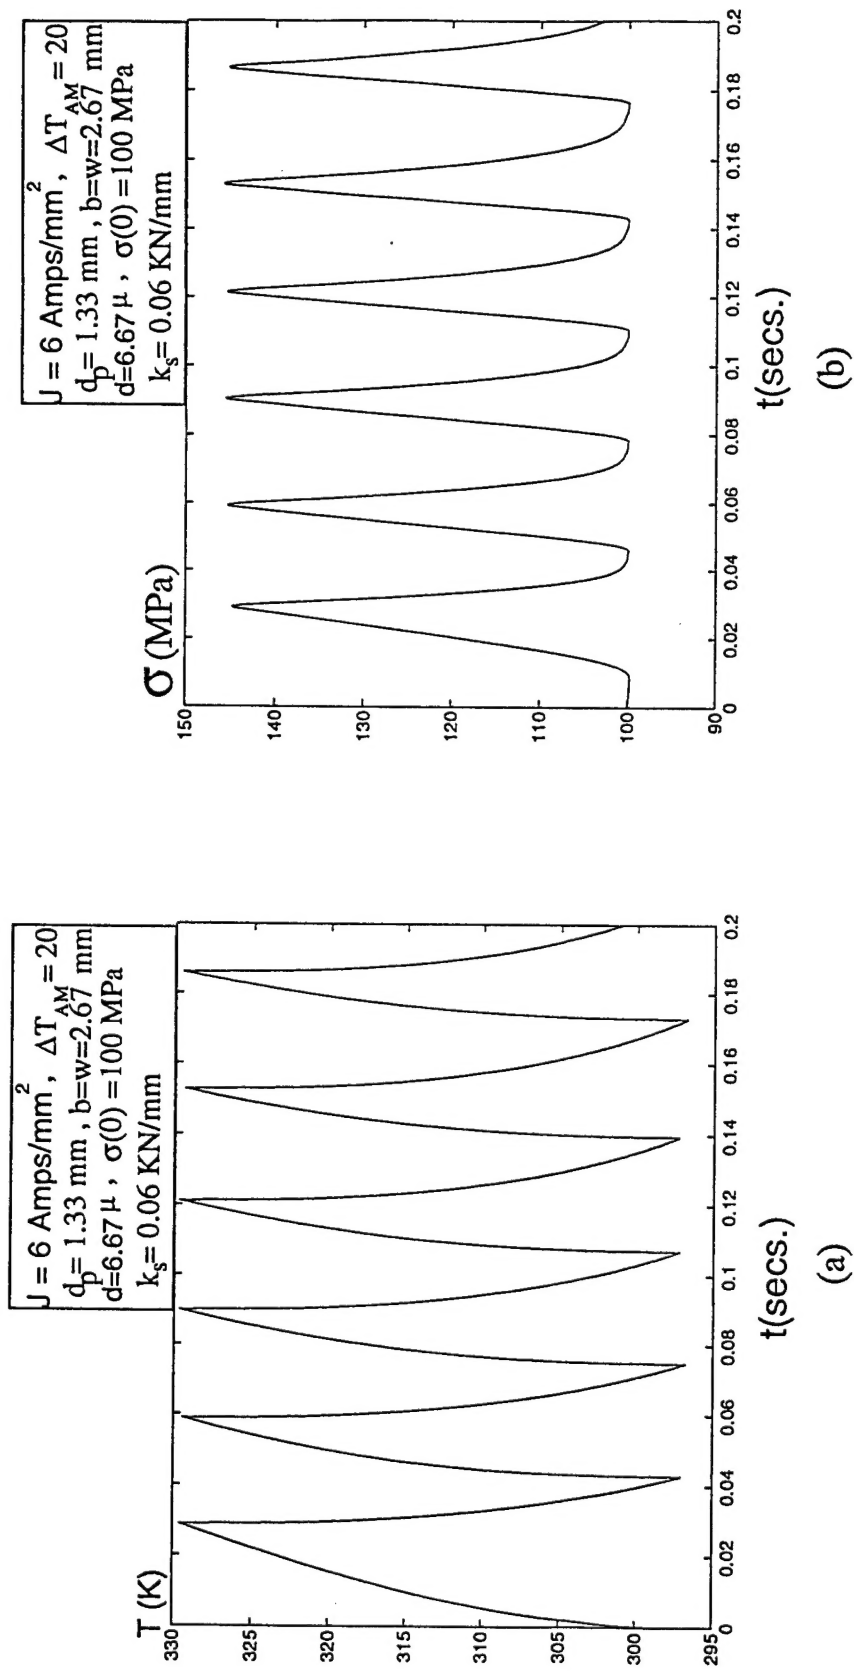 J = 6 Amps/mm², ΔT_AM = 20
d_p = 1.33 mm , b=w=2.67 mm
d=6.67 μ , σ(0) = 100 MPa
k_s = 0.06 KN/mm
T (K)
330
325
320
315
310
305
300
295
0
0.02
0.04
0.06
0.08
0.1
0.12
0.14
0.16
0.18
0.2
t(secs.)
(a)
J = 6 Amps/mm², ΔT_AM = 20
d_p = 1.33 mm , b=w=2.67 mm
d=6.67 μ , σ(0) = 100 MPa
k_s = 0.06 KN/mm
σ (MPa)
150
140
130
120
110
100
90
0
0.02
0.04
0.06
0.08
0.1
0.12
0.14
0.16
0.18
0.2
t(secs.)
(b)